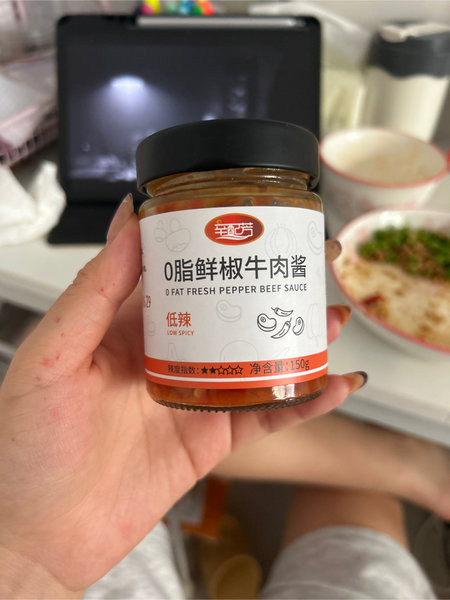 辛配芳
0脂鲜椒牛肉酱
0 FAT FRESH PEPPER BEEF SAUCE
低辣
LOW SPICY
辣度指数:★★☆☆☆ 净含量:150g